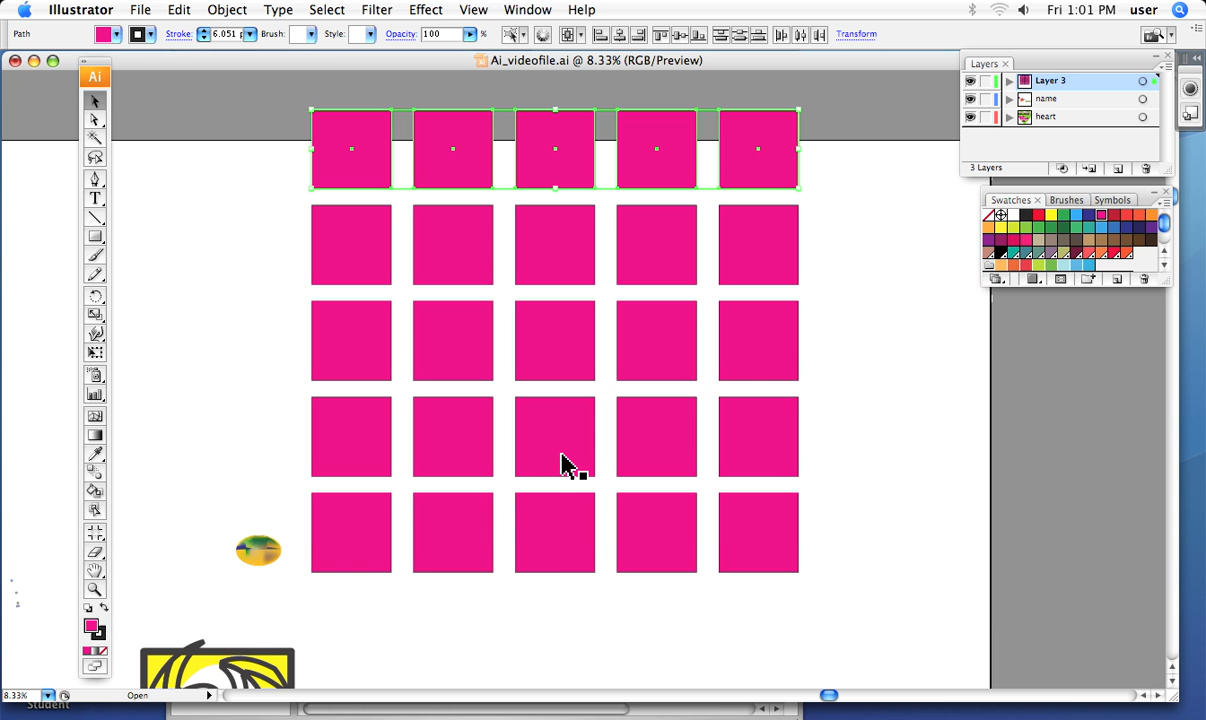 Illustrator File Edit Object Type Select Filter Effect View Window Help Fri 1:01 PM user
Path Stroke: 6.051 p Brush: Style: Opacity: 100 % Transform
Ai_videofile.ai @ 8.33% (RGB/Preview)
Layers x
Ai
Layer 3
name
heart
3 Layers
Swatches x Brushes Symbols
T
8.33% Open
Student